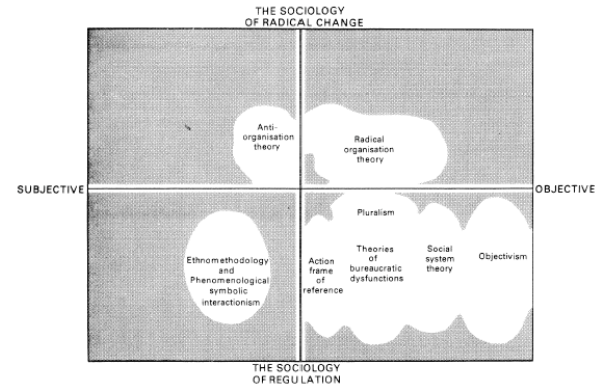 THE SOCIOLOGY
OF RADICAL CHANGE
Anti-
organisation
theory
Radical
organisation
theory
SUBJECTIVE
OBJECTIVE
Pluralism
Ethnomethodology
and
Phenomenological
symbolic
interactionism
Action
frame
of
reference
Theories
of
bureaucratic
dysfunctions
Social
system
theory
Objectivism
THE SOCIOLOGY
OF REGULATION